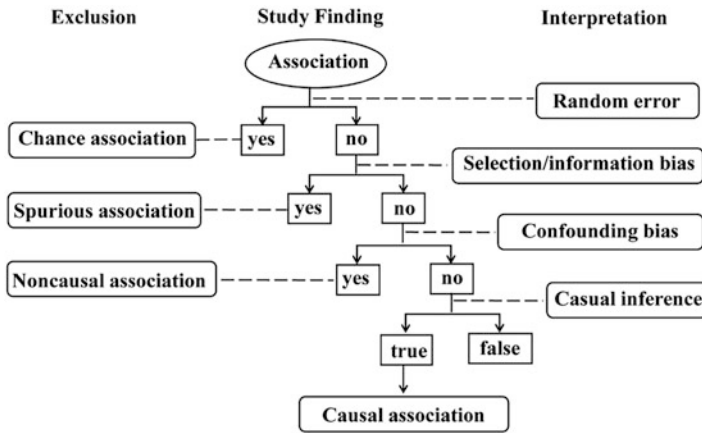 Exclusion Study Finding Interpretation
Association
Random error
Chance association yes no
Selection/information bias
Spurious association yes no
Confounding bias
Noncausal association yes no
Casual inference
true false
Causal association